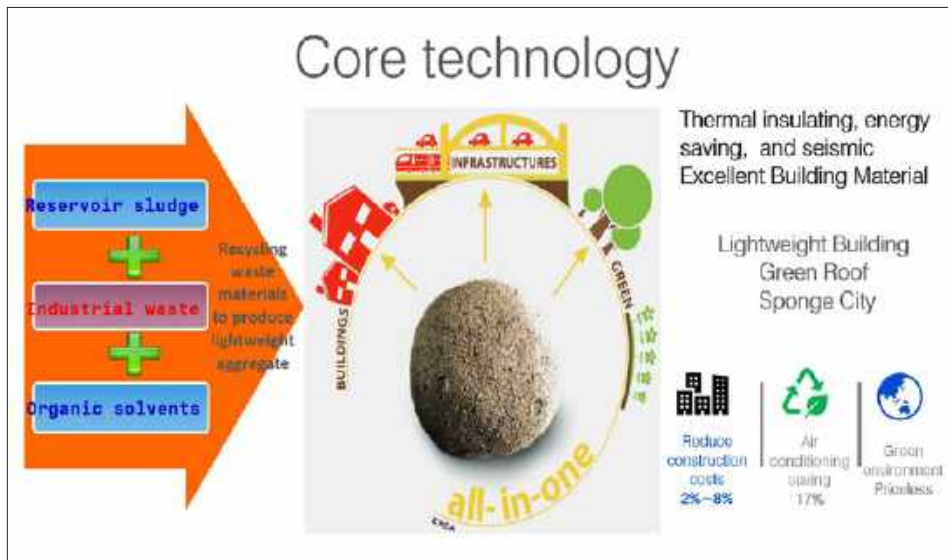 Core technology
Reservoir sludge
Industrial waste
Organic solvents
Recycling
waste
materials
to produce
lightweight
aggregate
BUILDINGS
INFRASTRUCTURES
GREEN
all-in-one
Thermal insulating, energy
saving, and seismic
Excellent Building Material
Lightweight Building
Green Roof
Sponge City
Reduce
construction
costs
2%~8%
Air
conditioning
saving
17%
Green
environment
Priceless